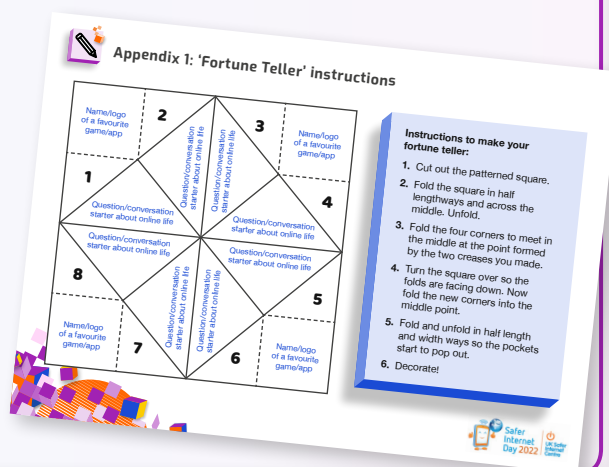 Appendix 1: 'Fortune Teller' instructions
Name/logo
of a favourite
game/app
2
3
Name/logo
of a favourite
game/app
Question/conversation
starter about online life
Question/conversation
starter about online life
1
4
Question/conversation
starter about online life
Question/conversation
starter about online life
Question/conversation
starter about online life
Question/conversation
starter about online life
8
5
Question/conversation
starter about online life
Question/conversation
starter about online life
Name/logo
of a favourite
game/app
7
6
Name/logo
of a favourite
game/app
Instructions to make your
fortune teller:
1. Cut out the patterned square.
2. Fold the square in half
lengthways and across the
middle. Unfold.
3. Fold the four corners to meet in
the middle at the point formed
by the two creases you made.
4. Turn the square over so the
folds are facing down. Now
fold the new corners into the
middle point.
5. Fold and unfold in half length
and width ways so the pockets
start to pop out.
6. Decorate!
Safer
Internet
Day 2022
UK Safer
Internet
Centre